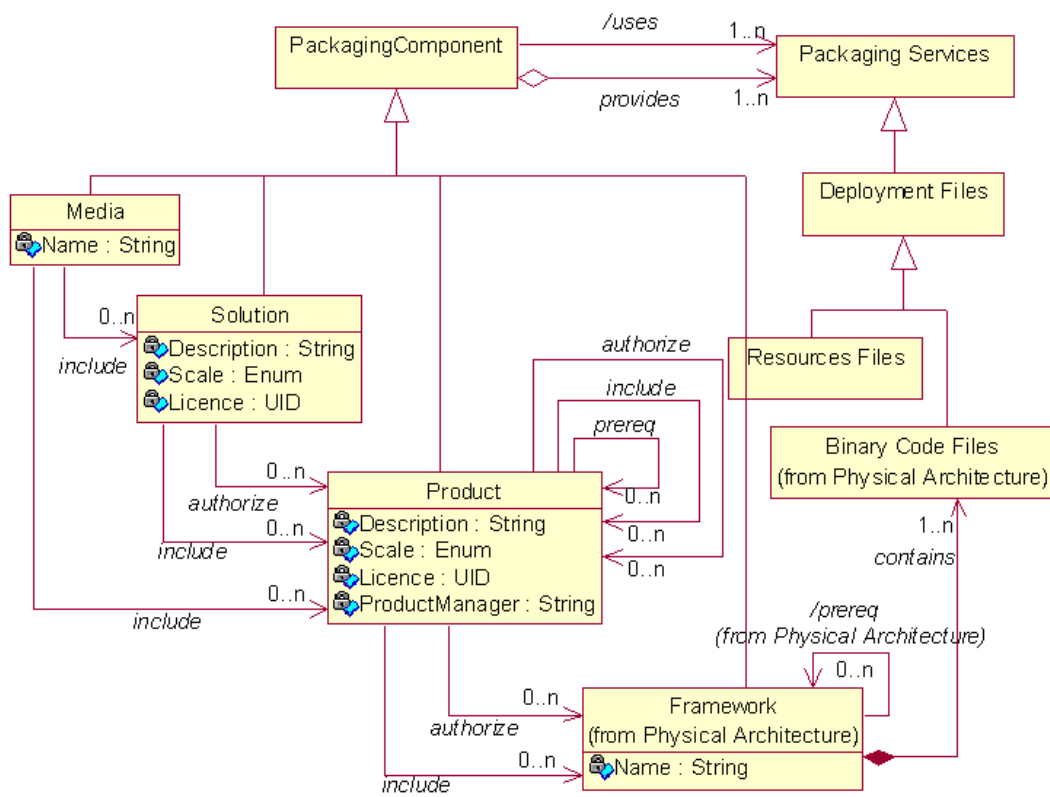 /uses
PackagingComponent
1..n
Packaging Services
provides
1..n
Deployment Files
Media
Name : String
0..n
include
Solution
Description : String
Scale : Enum
Licence : UID
authorize
include
prereq
Resources Files
Binary Code Files
(from Physical Architecture)
0..n
authorize
0..n
include
0..n
include
Product
Description : String
Scale : Enum
Licence : UID
ProductManager : String
0..n
0..n
0..n
1..n
contains
/prereq
(from Physical Architecture)
0..n
0..n
authorize
0..n
include
Framework
(from Physical Architecture)
Name : String